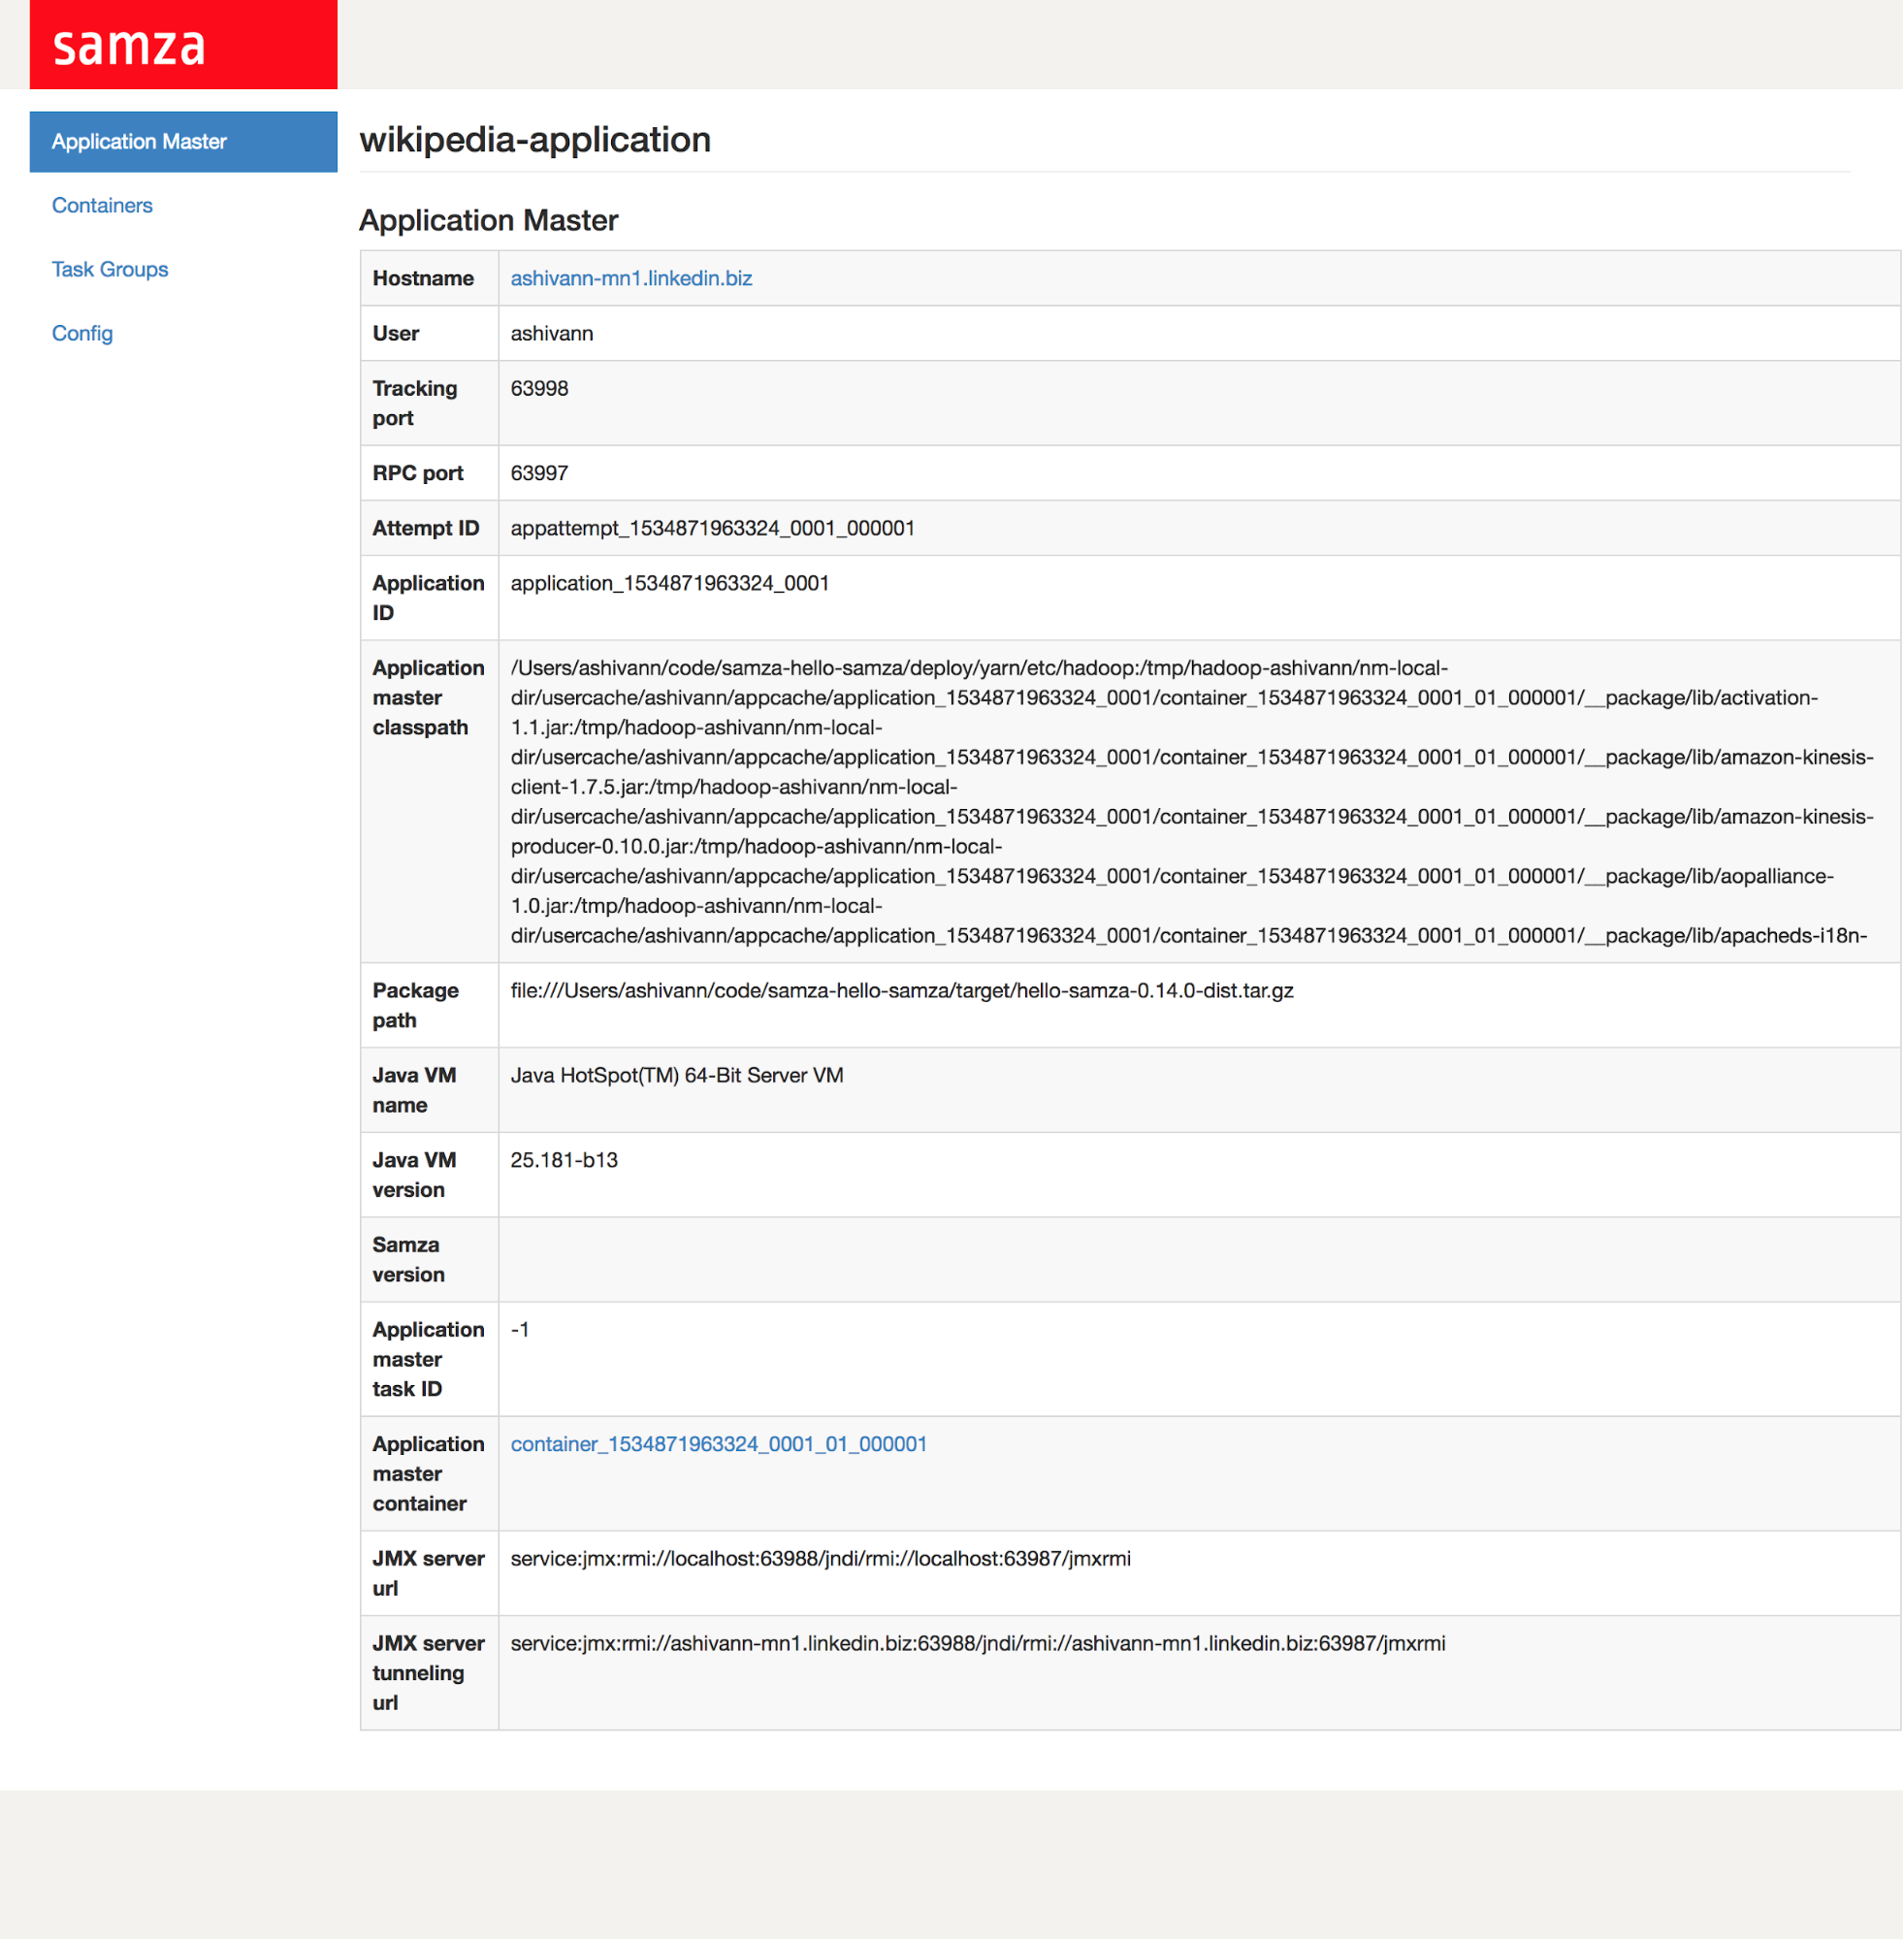 samza
Application Master
Containers
Task Groups
Config
wikipedia-application
Application Master
Hostname ashivann-mn1.linkedin.biz
User ashivann
Tracking 63998
port
RPC port 63997
Attempt ID appattempt_1534871963324_0001_000001
Application application_1534871963324_0001
ID
Application /Users/ashivann/code/samza-hello-samza/deploy/yarn/etc/hadoop:/tmp/hadoop-ashivann/nm-local-
master dir/usercache/ashivann/appcache/application_1534871963324_0001/container_1534871963324_0001_01_000001/__package/lib/activation-
classpath 1.1.jar:/tmp/hadoop-ashivann/nm-local-
dir/usercache/ashivann/appcache/application_1534871963324_0001/container_1534871963324_0001_01_000001/__package/lib/amazon-kinesis-
client-1.7.5.jar:/tmp/hadoop-ashivann/nm-local-
dir/usercache/ashivann/appcache/application_1534871963324_0001/container_1534871963324_0001_01_000001/__package/lib/amazon-kinesis-
producer-0.10.0.jar:/tmp/hadoop-ashivann/nm-local-
dir/usercache/ashivann/appcache/application_1534871963324_0001/container_1534871963324_0001_01_000001/__package/lib/aopalliance-
1.0.jar:/tmp/hadoop-ashivann/nm-local-
dir/usercache/ashivann/appcache/application_1534871963324_0001/container_1534871963324_0001_01_000001/__package/lib/apacheds-i18n-
Package file:///Users/ashivann/code/samza-hello-samza/target/hello-samza-0.14.0-dist.tar.gz
path
Java VM Java HotSpot(TM) 64-Bit Server VM
name
Java VM 25.181-b13
version
Samza
version
Application -1
master
task ID
Application container_1534871963324_0001_01_000001
master
container
JMX server service:jmx:rmi://localhost:63988/jndi/rmi://localhost:63987/jmxrmi
url
JMX server service:jmx:rmi://ashivann-mn1.linkedin.biz:63988/jndi/rmi://ashivann-mn1.linkedin.biz:63987/jmxrmi
tunneling
url